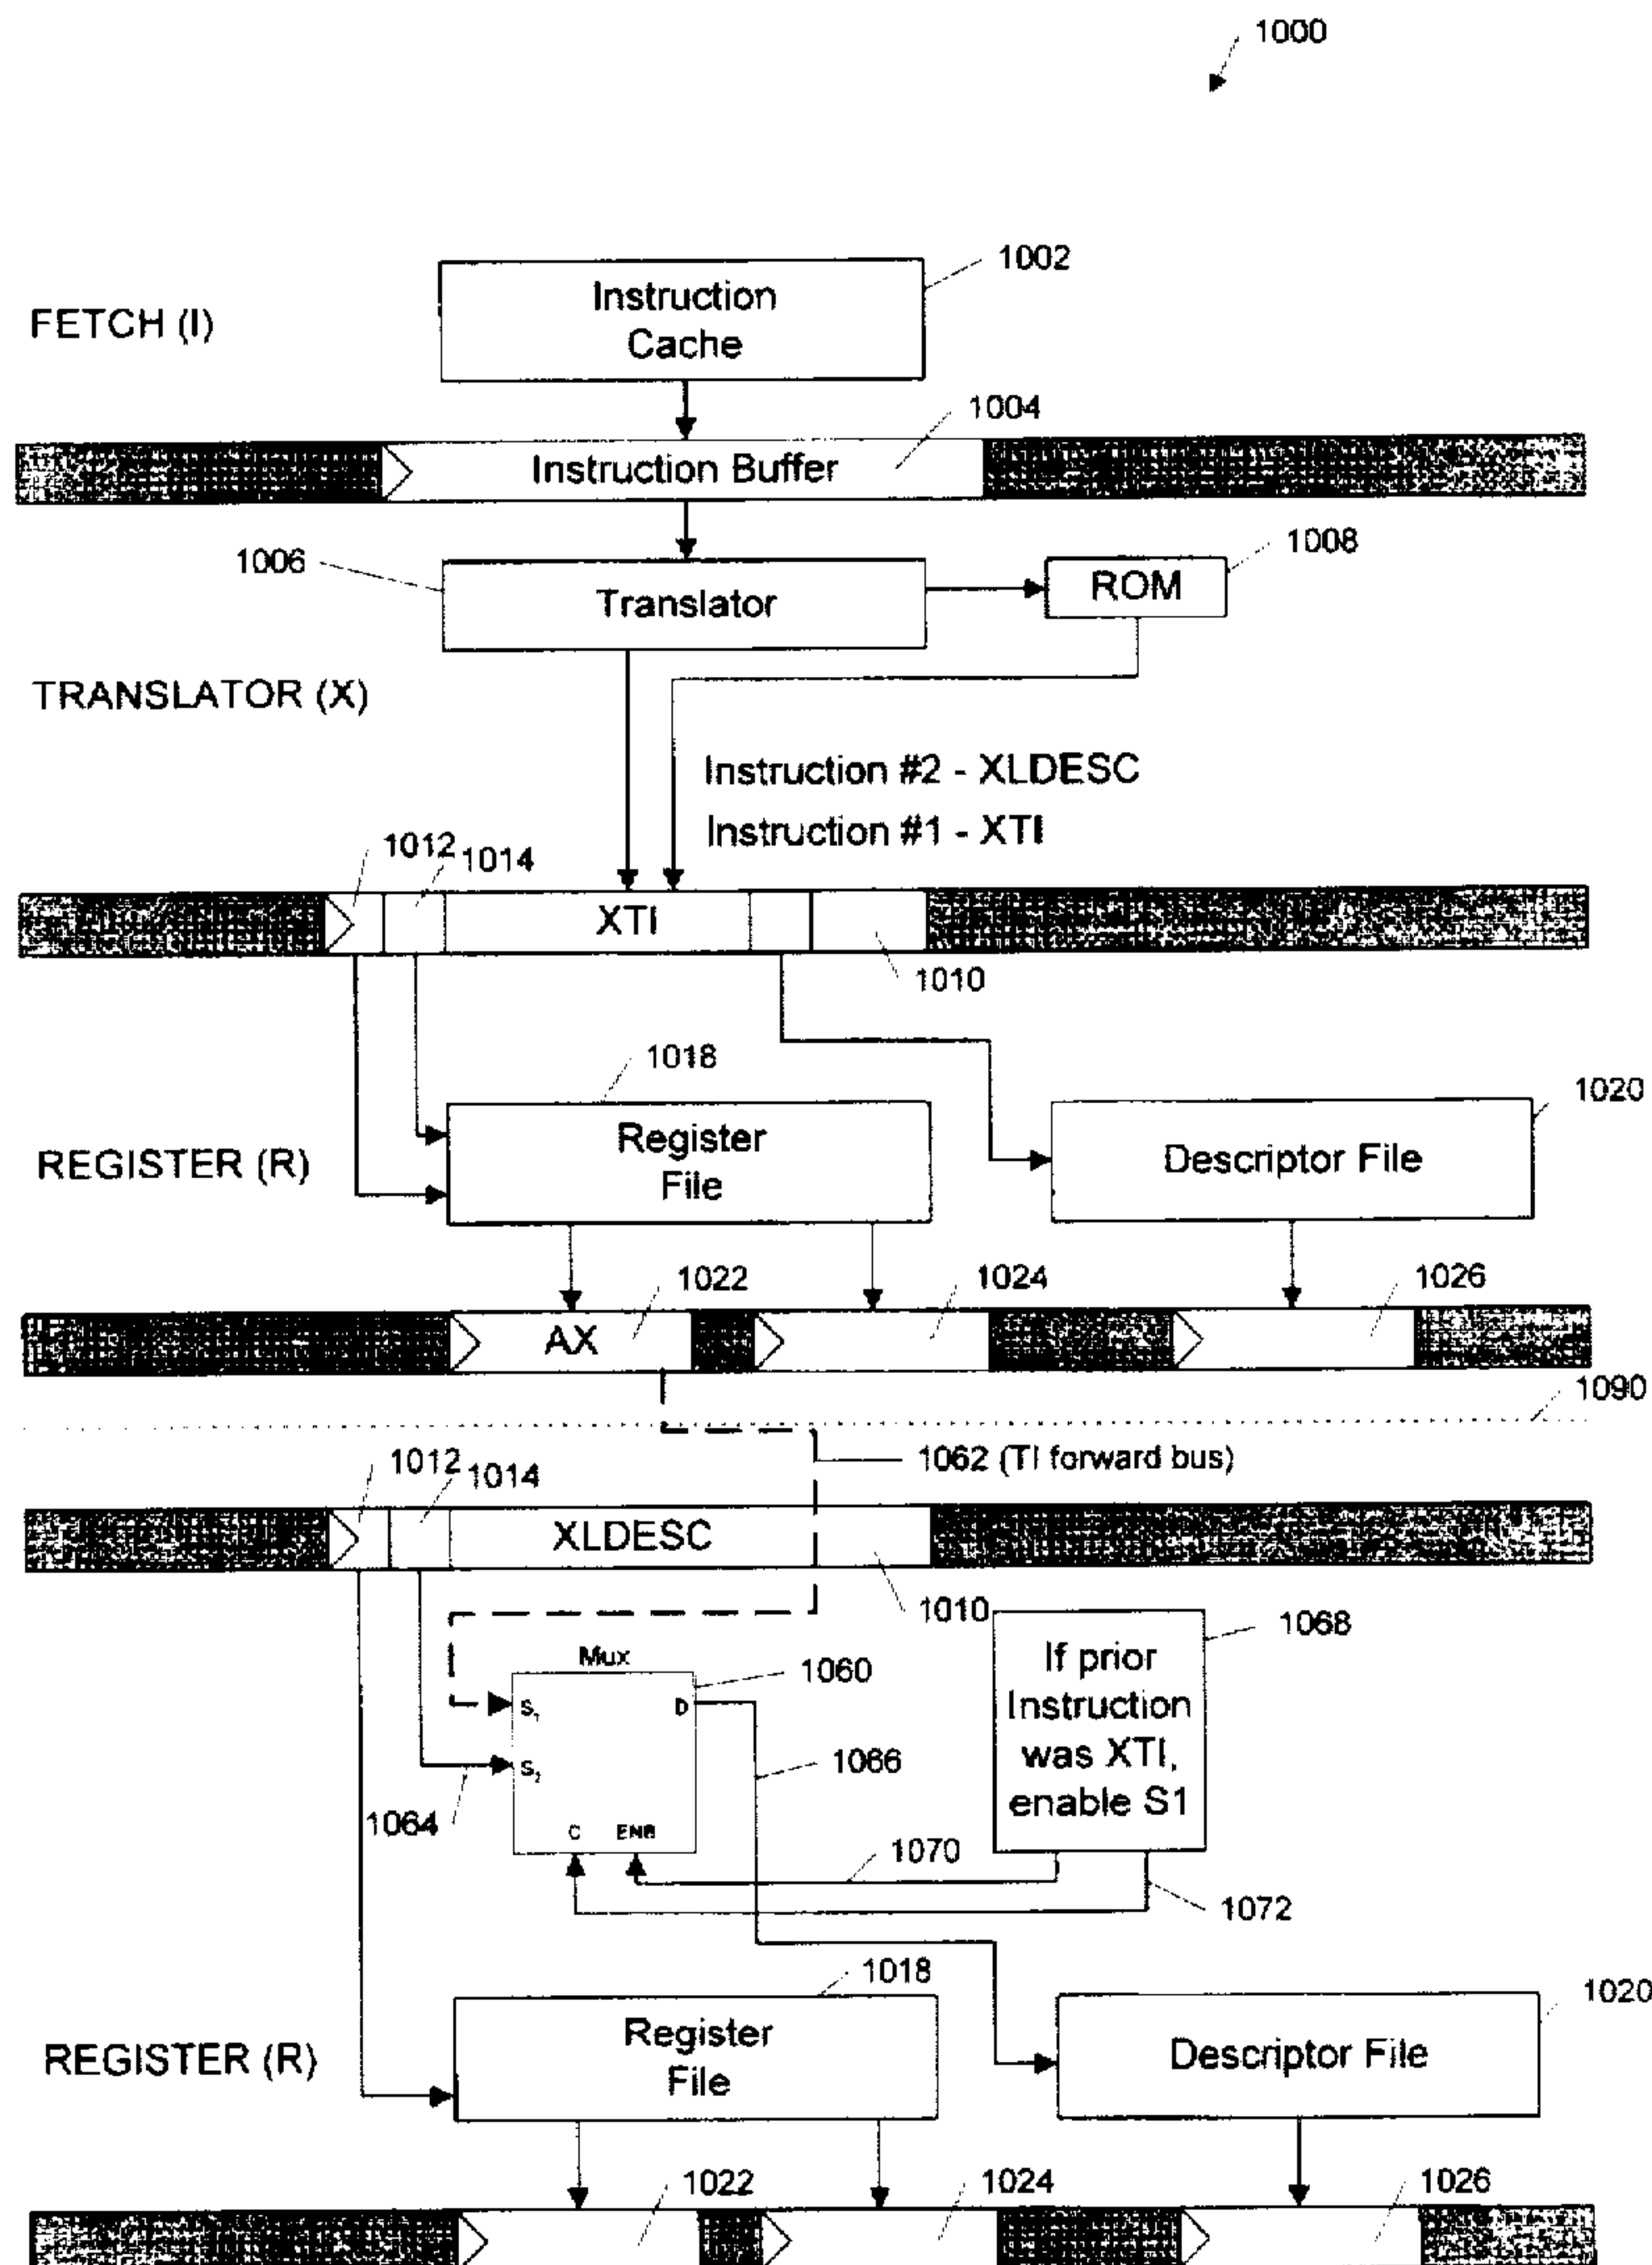 1000
1002
Instruction
Cache
FETCH (I)
1004
Instruction Buffer
1006
1008
Translator
ROM
TRANSLATOR (X)
Instruction #2 - XLDESC
Instruction #1 - XTI
1012
1014
XTI
1010
1018
1020
Register
File
Descriptor File
REGISTER (R)
1022
1024
1026
AX
1090
1062 (TI forward bus)
1012
1014
XLDESC
1010
1068
Mux
1060
If prior
Instruction
was XTI,
enable S1
S1
D
S2
1066
1064
C
ENB
1070
1072
1018
1020
Register
File
Descriptor File
REGISTER (R)
1022
1024
1026